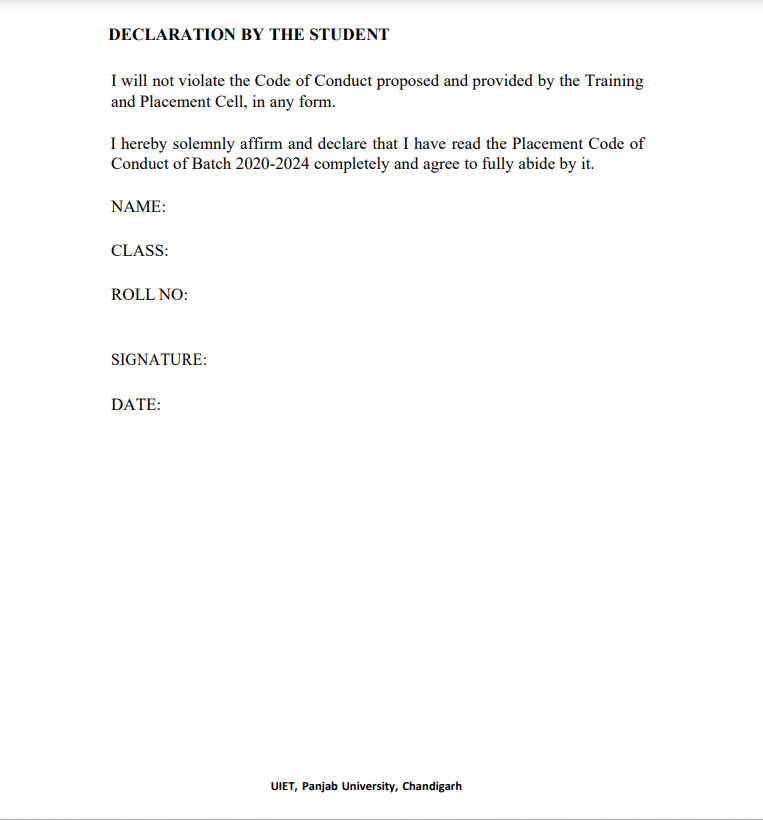 DECLARATION BY THE STUDENT
I will not violate the Code of Conduct proposed and provided by the Training
and Placement Cell, in any form.
I hereby solemnly affirm and declare that I have read the Placement Code of
Conduct of Batch 2020-2024 completely and agree to fully abide by it.
NAME:
CLASS:
ROLL NO:
SIGNATURE:
DATE:
UIET, Panjab University, Chandigarh